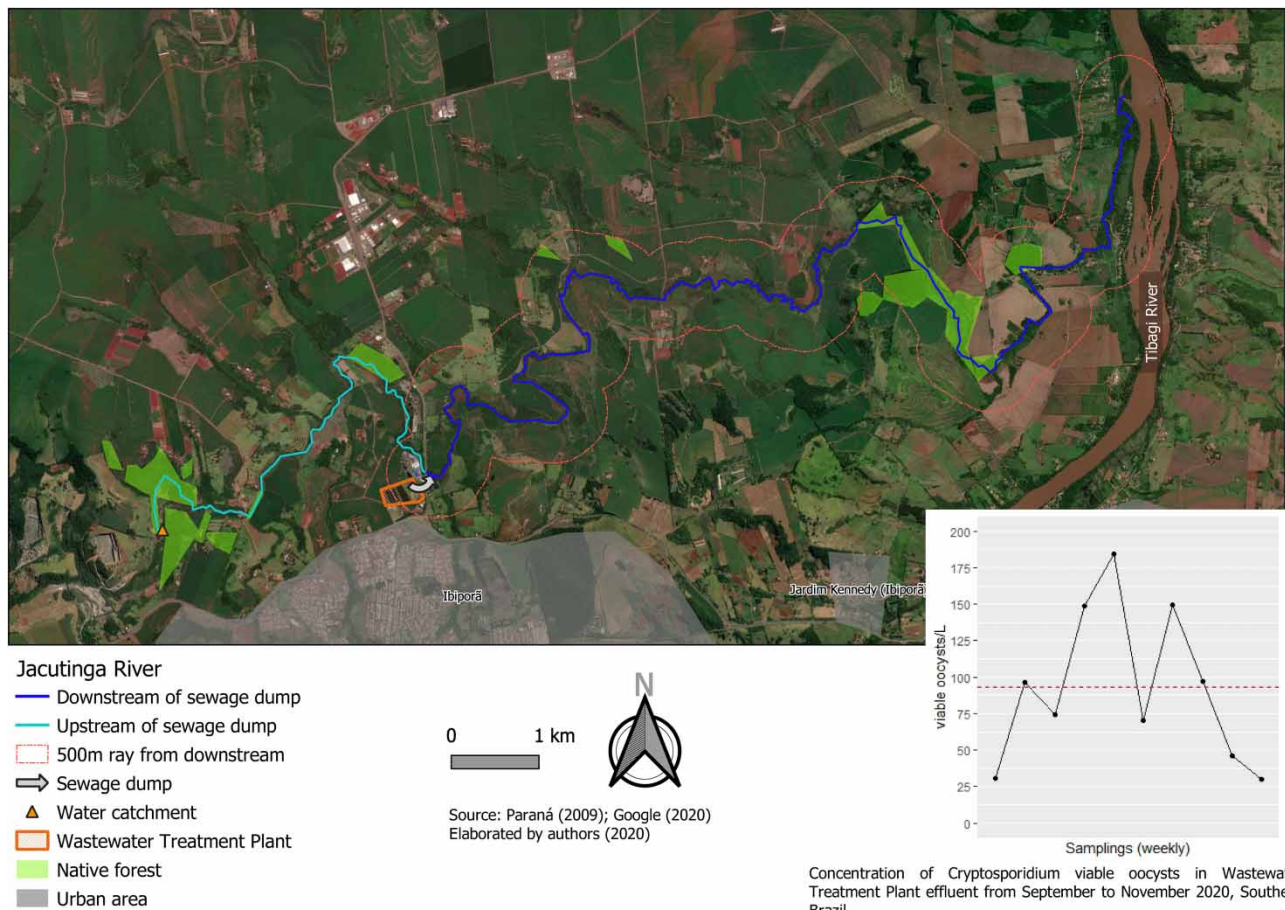 Tibagi River
Ibiporã
Jardim Kennedy (Ibiporã
Jacutinga River
Downstream of sewage dump
Upstream of sewage dump
500m ray from downstream
Sewage dump
Water catchment
Wastewater Treatment Plant
Native forest
Urban area
0 1 km
N
Source: Paraná (2009); Google (2020)
Elaborated by authors (2020)
viable oocysts/L
200
175
150
125
100
75
50
25
0
Samplings (weekly)
Concentration of Cryptosporidium viable oocysts in Wastewa
Treatment Plant effluent from September to November 2020, Southe
Brazil